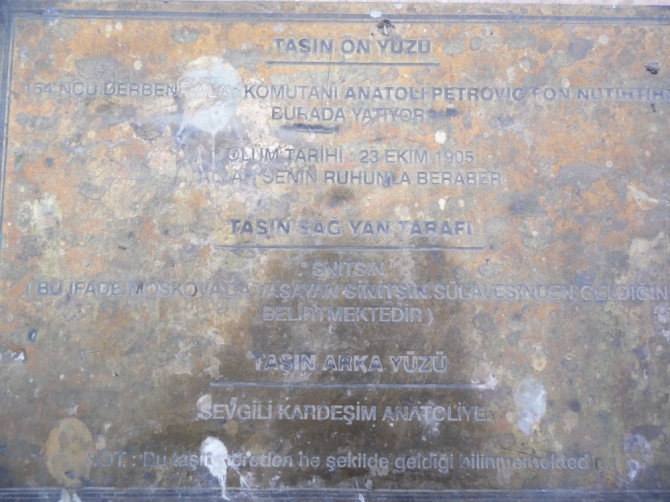 TAŞIN ÖN YÜZÜ
154 NCÜ DERBENT ALAY KOMUTANI ANATOLİ PETROVİÇ FON
BURADA YATIYOR
ÖLÜM TARİHİ : 23 EKİM 1905
ALLAH SENİN RUHUNLA BERABER
TAŞIN SAĞ YAN TARAFI
" SNİTSİN "
( BU İFADE MOSKOVA'DA YAŞAYAN SİNİTSİN SÜLALESİNDEN GELDİĞİNİ
BELİRTMEKTEDİR )
TAŞIN ARKA YÜZÜ
SEVGİLİ KARDEŞİM ANATOLİYE
NOT : Bu taşın nereden ne şekilde geldiği bilinmemektedir